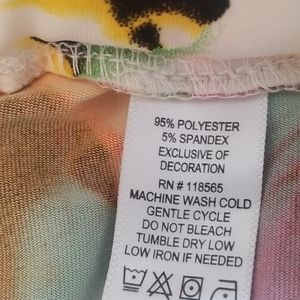 95% POLYESTER
5% SPANDEX
EXCLUSIVE OF
DECORATION
RN # 118565
MACHINE WASH COLD
GENTLE CYCLE
DO NOT BLEACH
TUMBLE DRY LOW
LOW IRON IF NEEDED